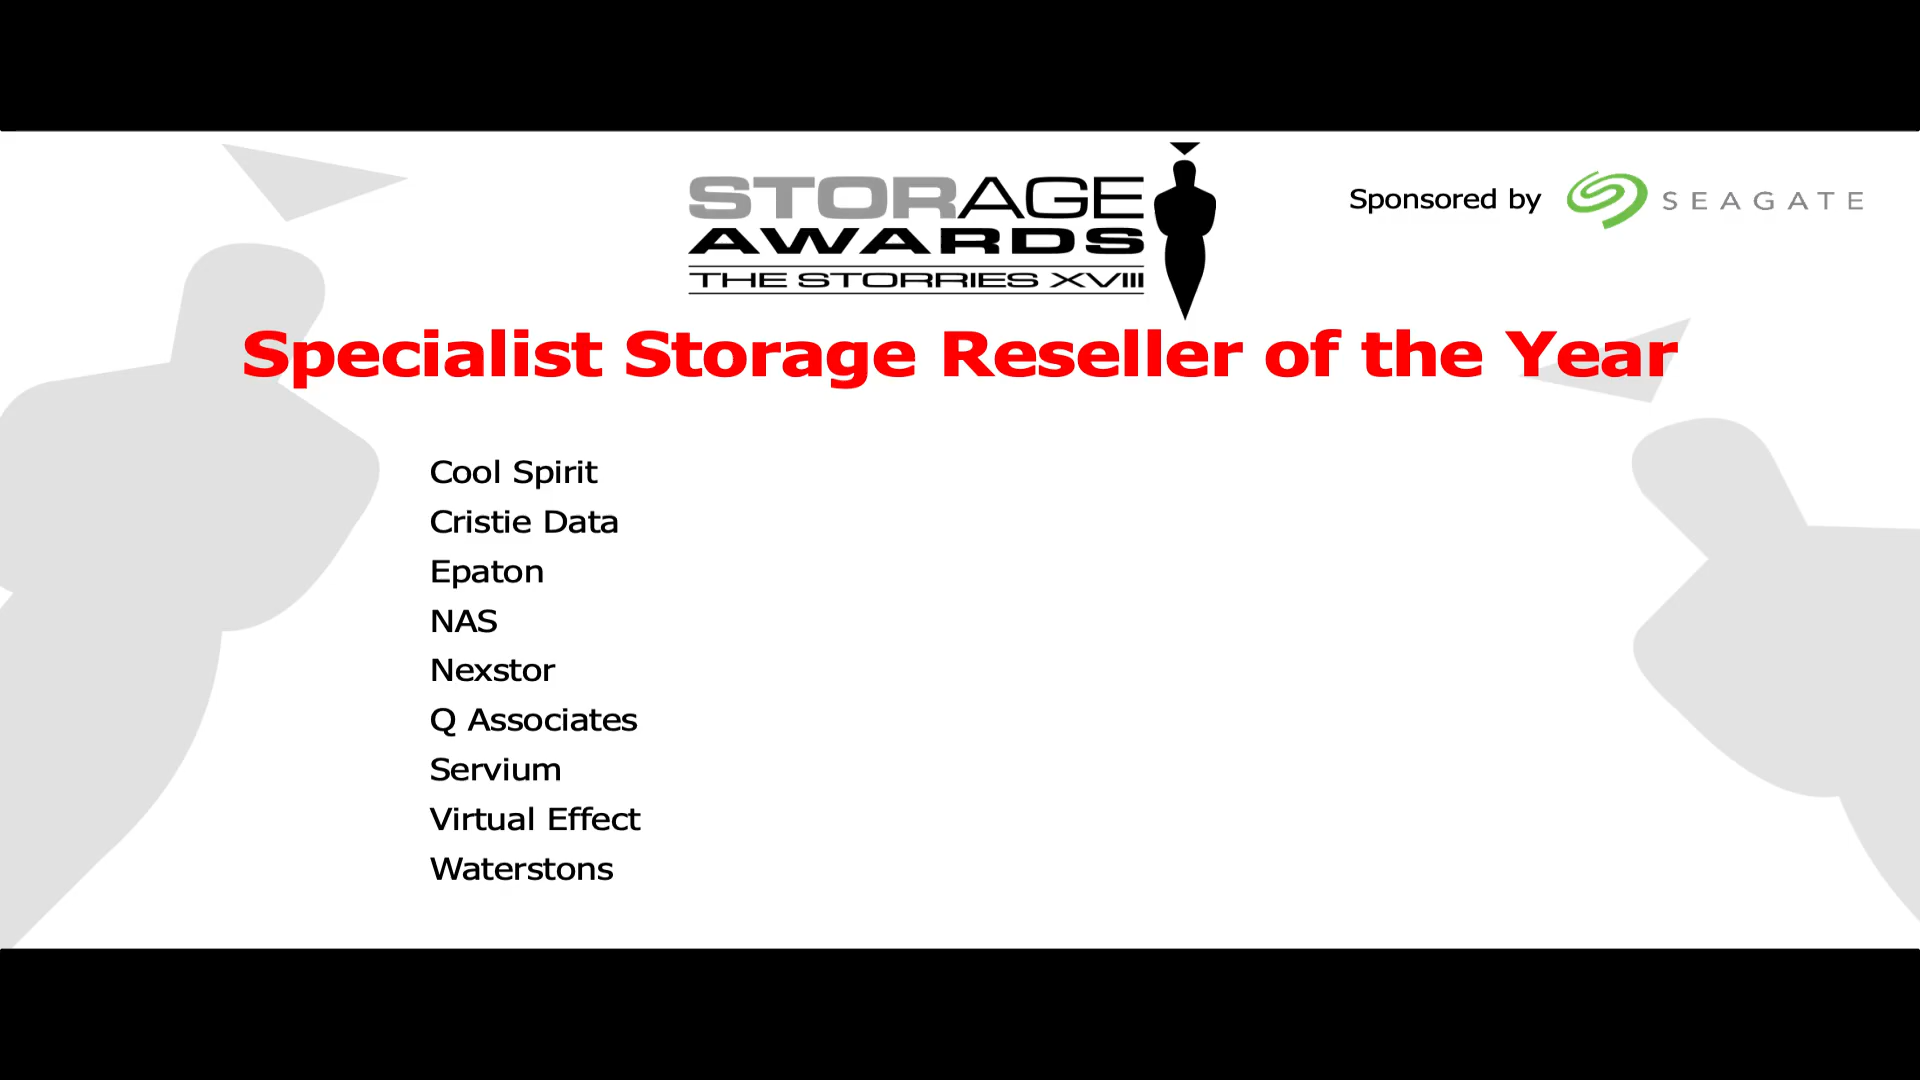 STORAGE
AWARDS
THE STORRIES XVIII
Sponsored by SEAGATE
Specialist Storage Reseller of the Year
Cool Spirit
Cristie Data
Epaton
NAS
Nexstor
Q Associates
Servium
Virtual Effect
Waterstons